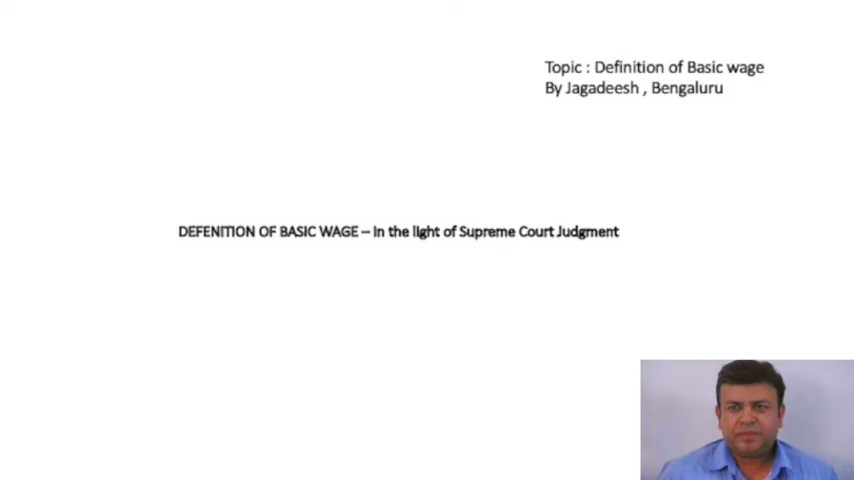 Topic : Definition of Basic wage
By Jagadeesh , Bengaluru
DEFENITION OF BASIC WAGE – In the light of Supreme Court Judgment